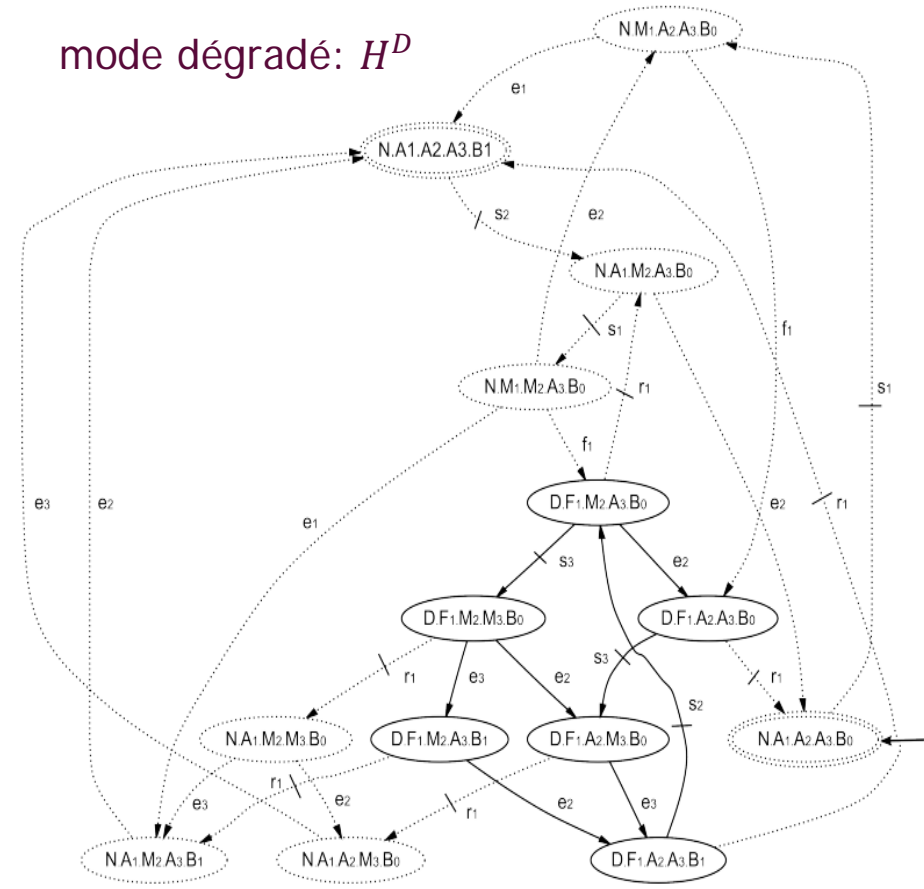 mode dégradé: H^D
N.M1.A2.A3.B0
e1
N.A1.A2.A3.B1
s2
e2
N.A1.M2.A3.B0
s1
f1
N.M1.M2.A3.B0
r1
s1
f1
e3
e2
e1
D.F1.M2.A3.B0
e2
r1
s3
e2
D.F1.M2.M3.B0
D.F1.A2.A3.B0
r1
e3
e2
s3
s2
r1
N.A1.M2.M3.B0
D.F1.M2.A3.B1
D.F1.A2.M3.B0
N.A1.A2.A3.B0
e3
r1
e2
r1
e2
e3
N.A1.M2.A3.B1
N.A1.A2.M3.B0
D.F1.A2.A3.B1